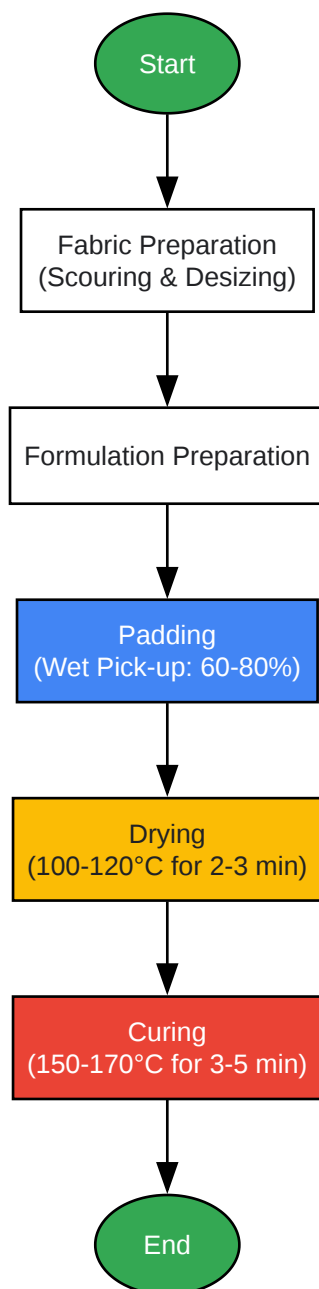 Start
Fabric Preparation
(Scouring & Desizing)
Formulation Preparation
Padding
(Wet Pick-up: 60-80%)
Drying
(100-120°C for 2-3 min)
Curing
(150-170°C for 3-5 min)
End